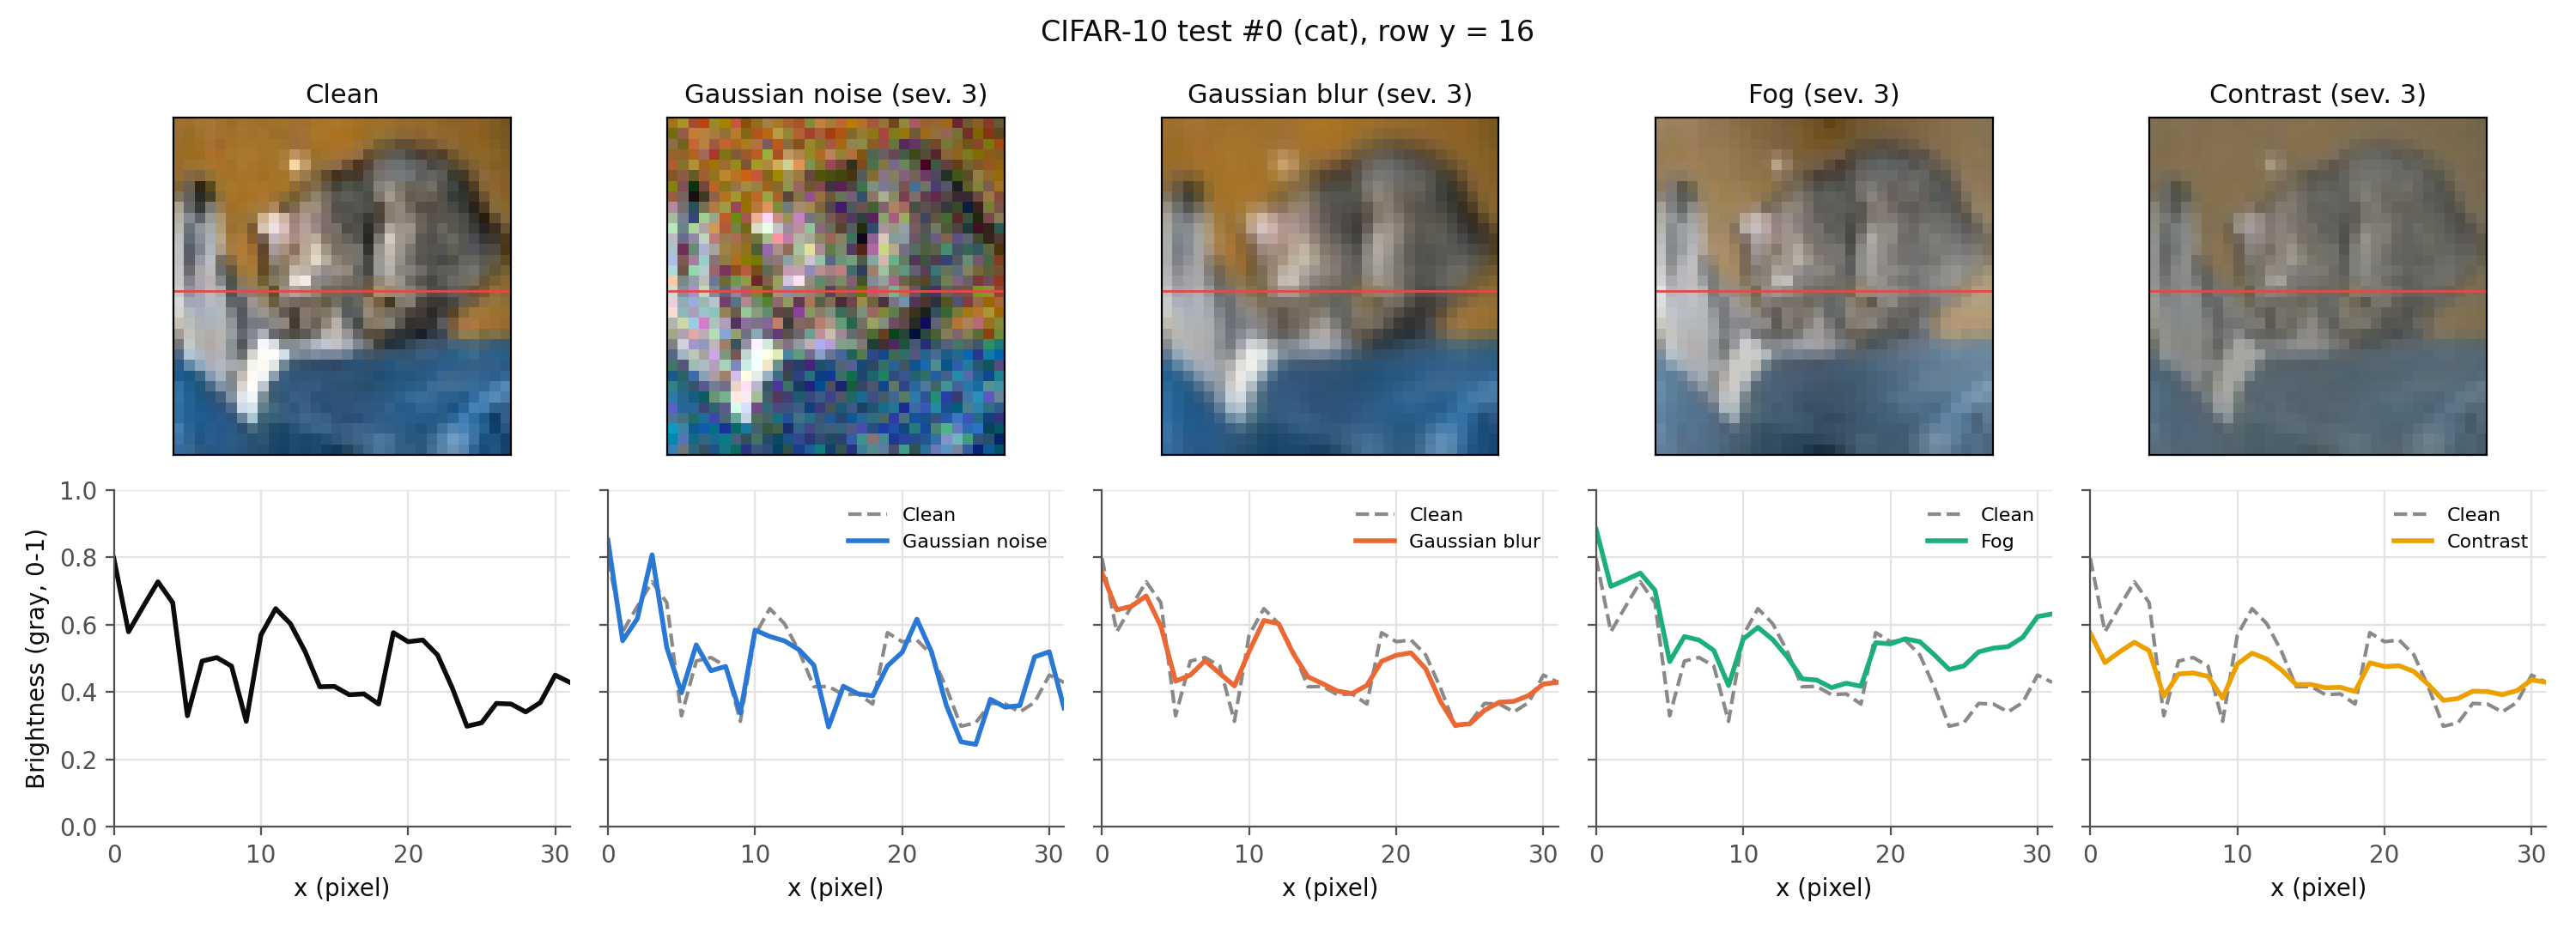 CIFAR-10 test #0 (cat), row y = 16
Clean
Gaussian noise (sev. 3)
Gaussian blur (sev. 3)
Fog (sev. 3)
Contrast (sev. 3)
Brightness (gray, 0-1)
1.0
0.8
0.6
0.4
0.2
0.0
0 10 20 30
x (pixel)
Clean
Gaussian noise
0 10 20 30
x (pixel)
Clean
Gaussian blur
0 10 20 30
x (pixel)
Clean
Fog
0 10 20 30
x (pixel)
Clean
Contrast
0 10 20 30
x (pixel)